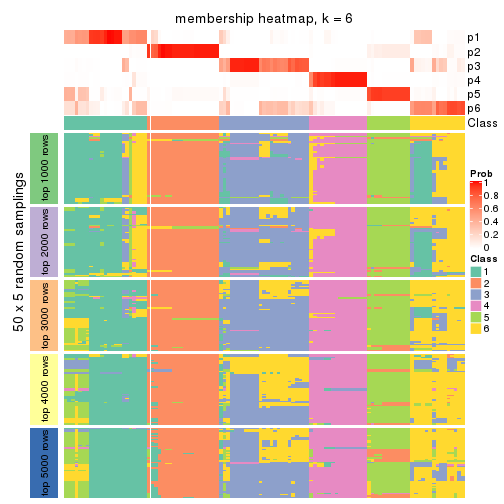 membership heatmap, k = 6
p1
p2
p3
p4
p5
p6
Class
50 x 5 random samplings
top 1000 rows
top 2000 rows
top 3000 rows
top 4000 rows
top 5000 rows
Prob
1
0.8
0.6
0.4
0.2
0
Class
1
2
3
4
5
6